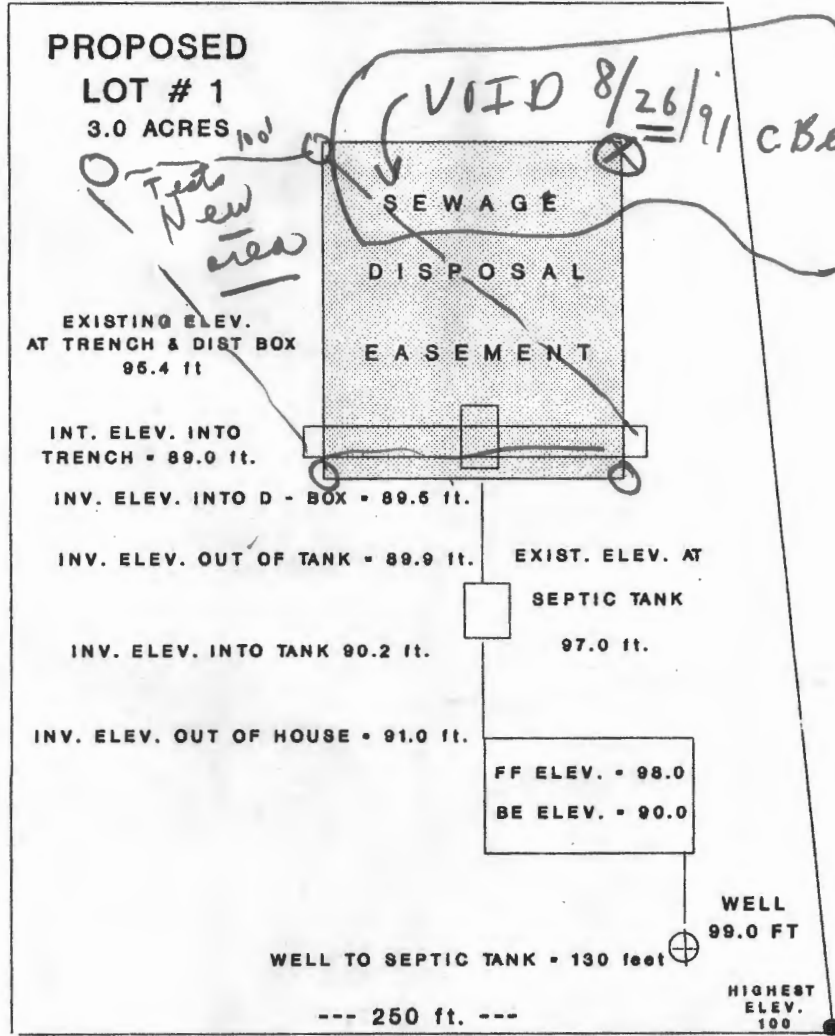 PROPOSED
LOT # 1
3.0 ACRES
100'
Tests
New
area
VOID 8/26/91
SEWAGE
DISPOSAL
EASEMENT
EXISTING ELEV.
AT TRENCH & DIST BOX
95.4 ft
INT. ELEV. INTO
TRENCH = 89.0 ft.
INV. ELEV. INTO D - BOX = 89.5 ft.
INV. ELEV. OUT OF TANK = 89.9 ft.
EXIST. ELEV. AT
SEPTIC TANK
97.0 ft.
INV. ELEV. INTO TANK 90.2 ft.
INV. ELEV. OUT OF HOUSE = 91.0 ft.
FF ELEV. = 98.0
BE ELEV. = 90.0
WELL
99.0 FT
WELL TO SEPTIC TANK = 130 feet
HIGHEST
ELEV.
100
--- 250 ft. ---